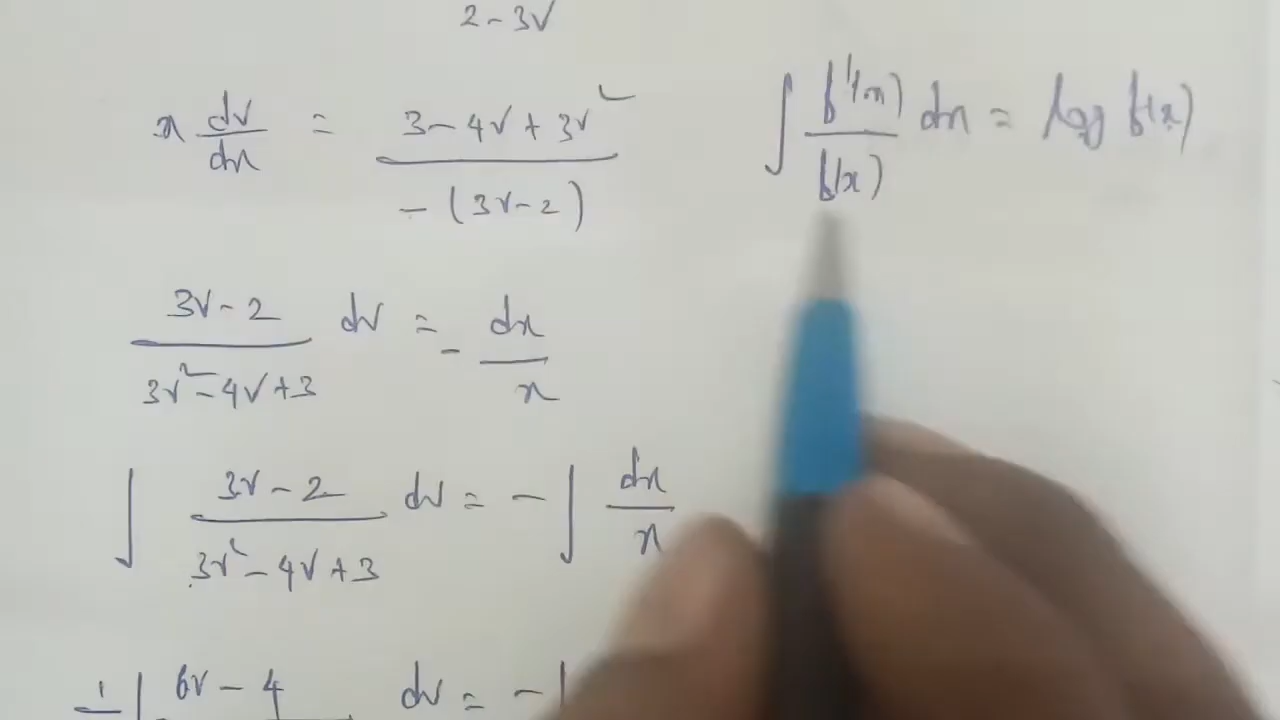 2 - 3v
x dv/dx = 3 - 4v + 3v² / -(3v - 2)
∫ f'(x)/f(x) dx = log f(x)
3v - 2 / 3v² - 4v + 3 dv = - dx/x
∫ 3v - 2 / 3v² - 4v + 3 dv = - ∫ dx/x
1 ∫ 6v - 4 dv = - ∫